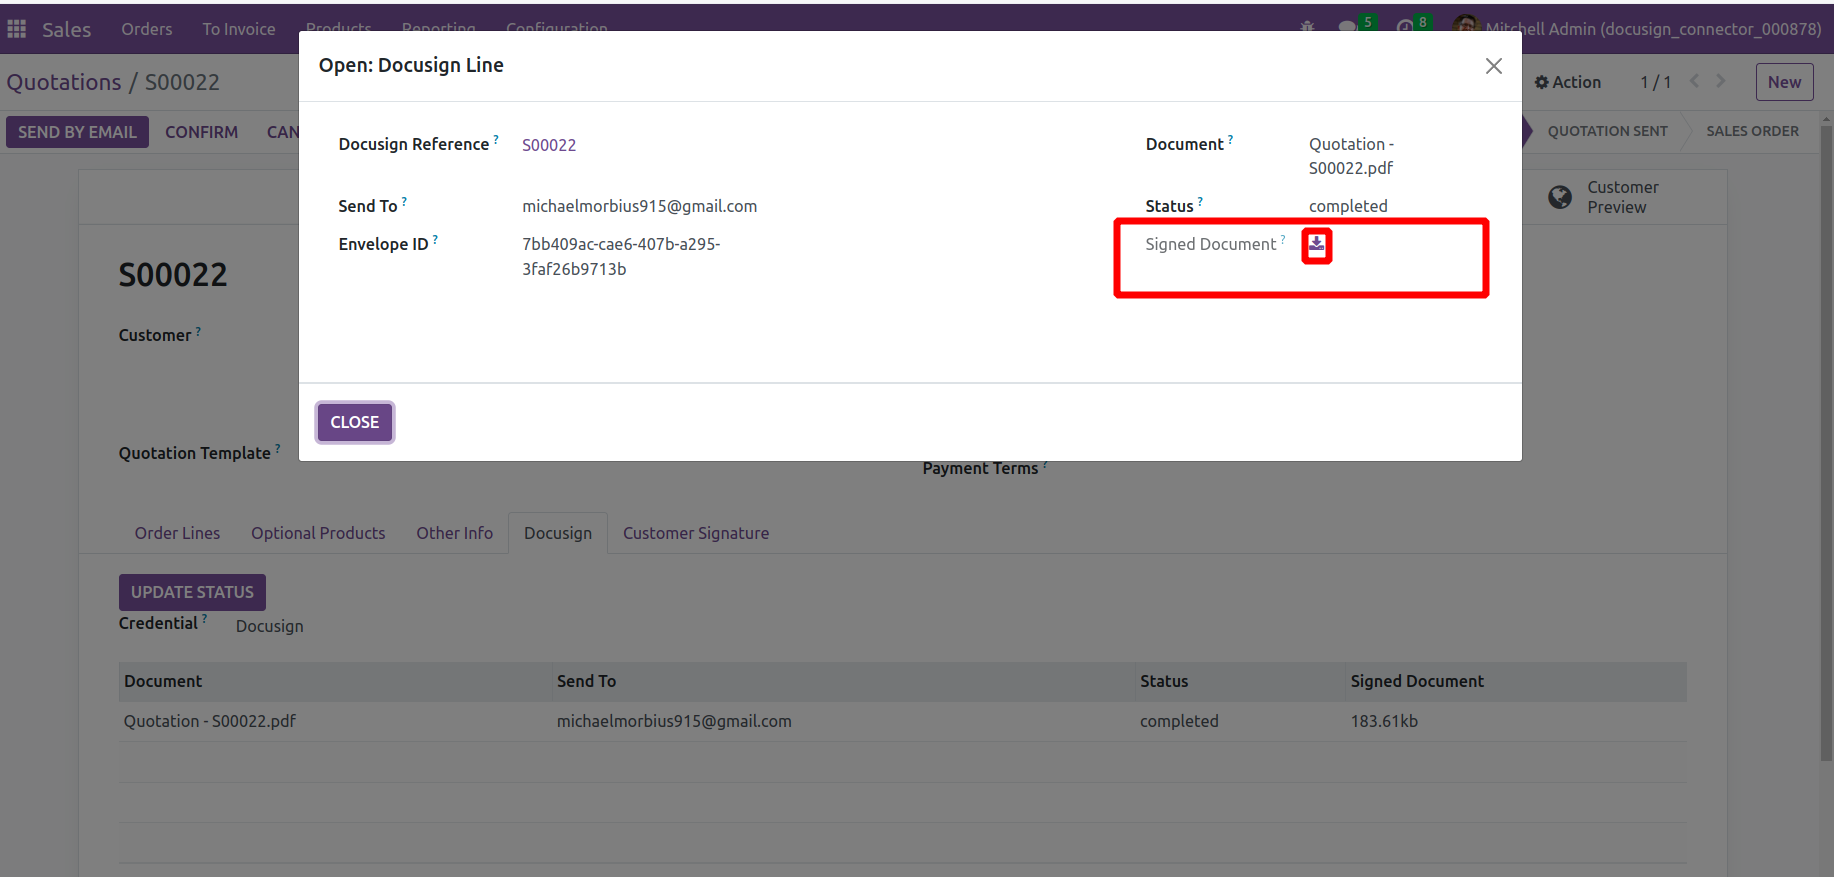 Sales Orders To Invoice Products Reporting Configuration 5 8 Mitchell Admin (docusign_connector_000878)
Quotations / S00022 Action 1 / 1 New
SEND BY EMAIL CONFIRM CAN QUOTATION SENT SALES ORDER
Open: Docusign Line
Docusign Reference ? S00022
Document ? Quotation -
S00022.pdf
Send To ? michaelmorbius915@gmail.com
Status ? completed
Envelope ID ? 7bb409ac-cae6-407b-a295-
3faf26b9713b
Signed Document ?
CLOSE
Customer
Preview
S00022
Customer ?
Quotation Template ?
Payment Terms ?
Order Lines Optional Products Other Info Docusign Customer Signature
UPDATE STATUS
Credential ? Docusign
Document Send To Status Signed Document
Quotation - S00022.pdf michaelmorbius915@gmail.com completed 183.61kb